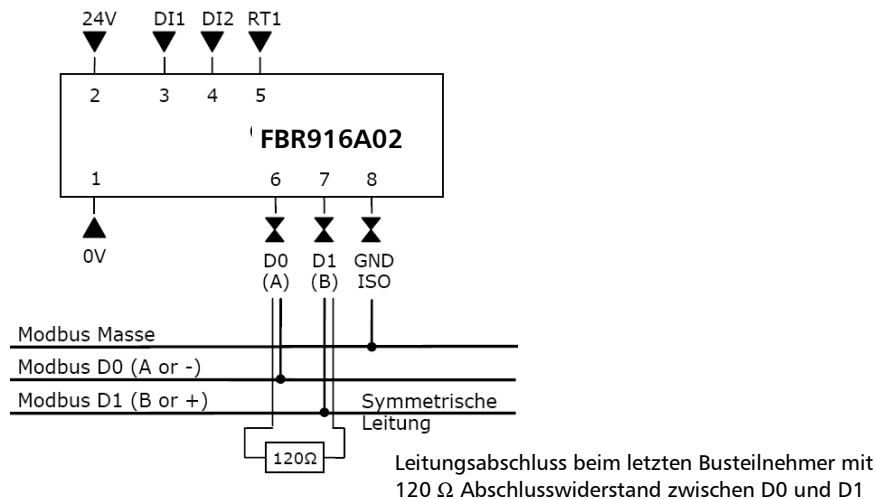 24V DI1 DI2 RT1
2 3 4 5
FBR916A02
1 6 7 8
0V
D0 D1 GND
(A) (B) ISO
Modbus Masse
Modbus D0 (A or -)
Modbus D1 (B or +)
Symmetrische
Leitung
120Ω
Leitungsabschluss beim letzten Busteilnehmer mit
120 Ω Abschlusswiderstand zwischen D0 und D1